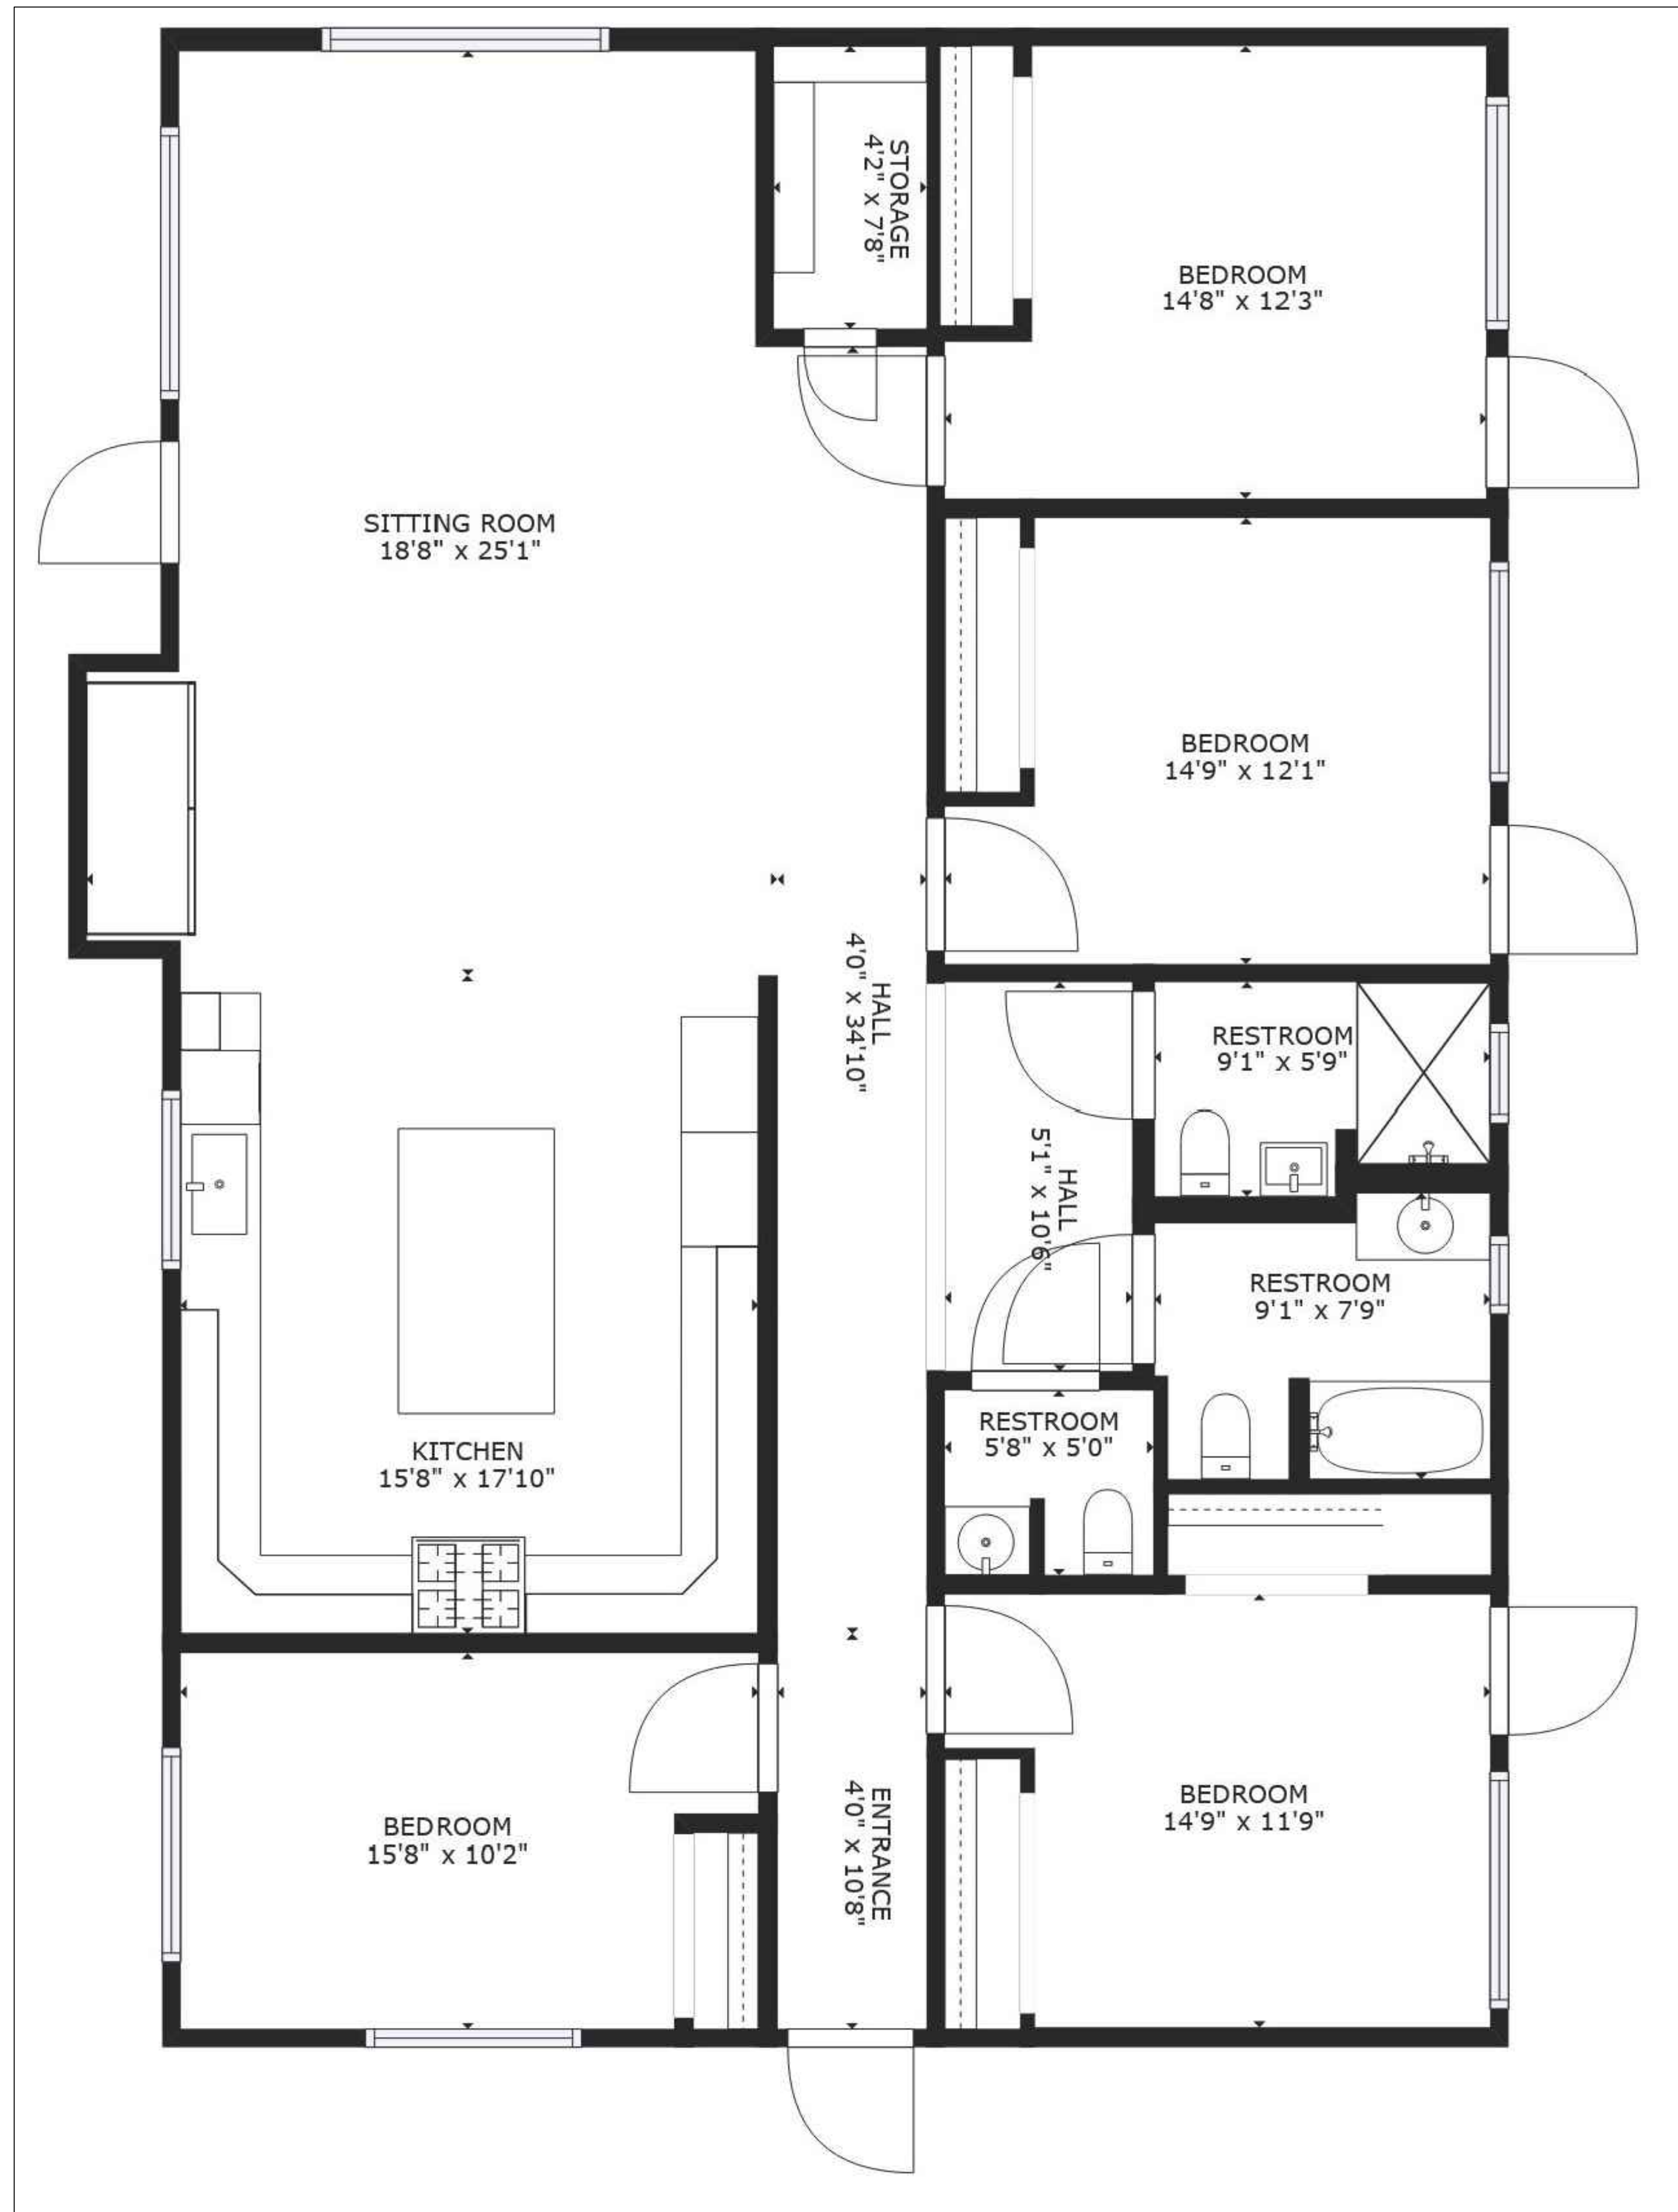 STORAGE
4'2" x 7'8"
BEDROOM
14'8" x 12'3"
SITTING ROOM
18'8" x 25'1"
BEDROOM
14'9" x 12'1"
HALL
4'0" x 34'10"
RESTROOM
9'1" x 5'9"
HALL
5'1" x 10'6"
RESTROOM
9'1" x 7'9"
RESTROOM
5'8" x 5'0"
KITCHEN
15'8" x 17'10"
BEDROOM
15'8" x 10'2"
ENTRANCE
4'0" x 10'8"
BEDROOM
14'9" x 11'9"